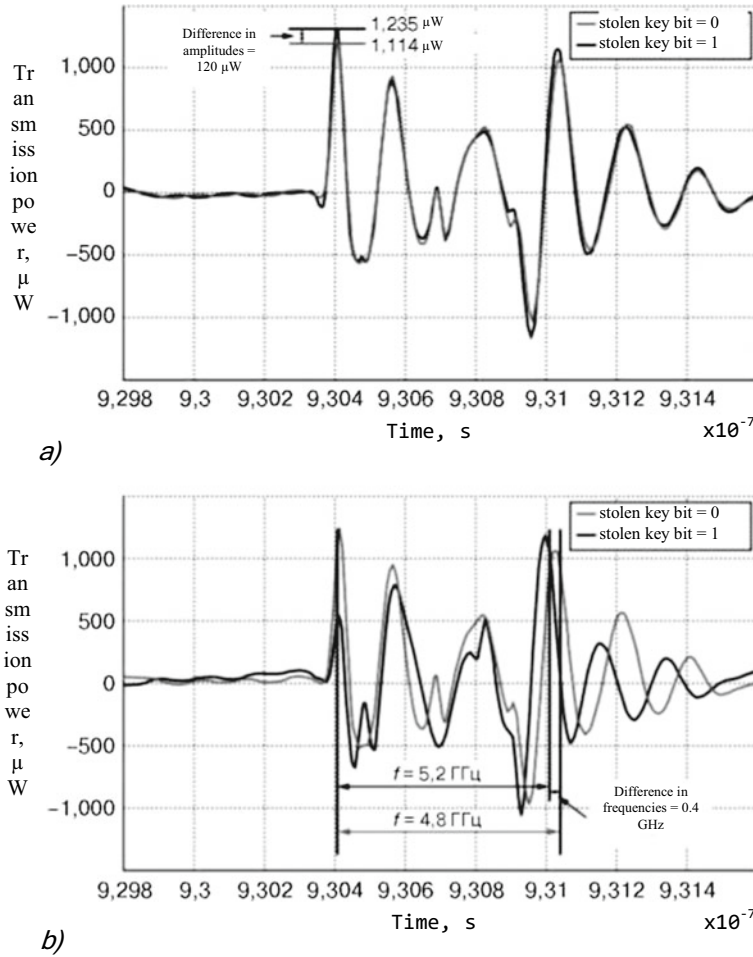 Difference in
amplitudes =
120 µW
1,235 µW
1,114 µW
stolen key bit = 0
stolen key bit = 1
Tr
an
sm
iss
ion
po
we
r,
µ
W
1,000
500
0
−500
−1,000
9,298 9,3 9,302 9,304 9,306 9,308 9,31 9,312 9,314
Time, s
x10⁻⁷
a)
stolen key bit = 0
stolen key bit = 1
Tr
an
sm
iss
ion
po
we
r,
µ
W
1,000
500
0
−500
−1,000
f = 5,2 ГГц
f = 4,8 ГГц
Difference in
frequencies = 0.4
GHz
9,298 9,3 9,302 9,304 9,306 9,308 9,31 9,312 9,314
Time, s
x10⁻⁷
b)